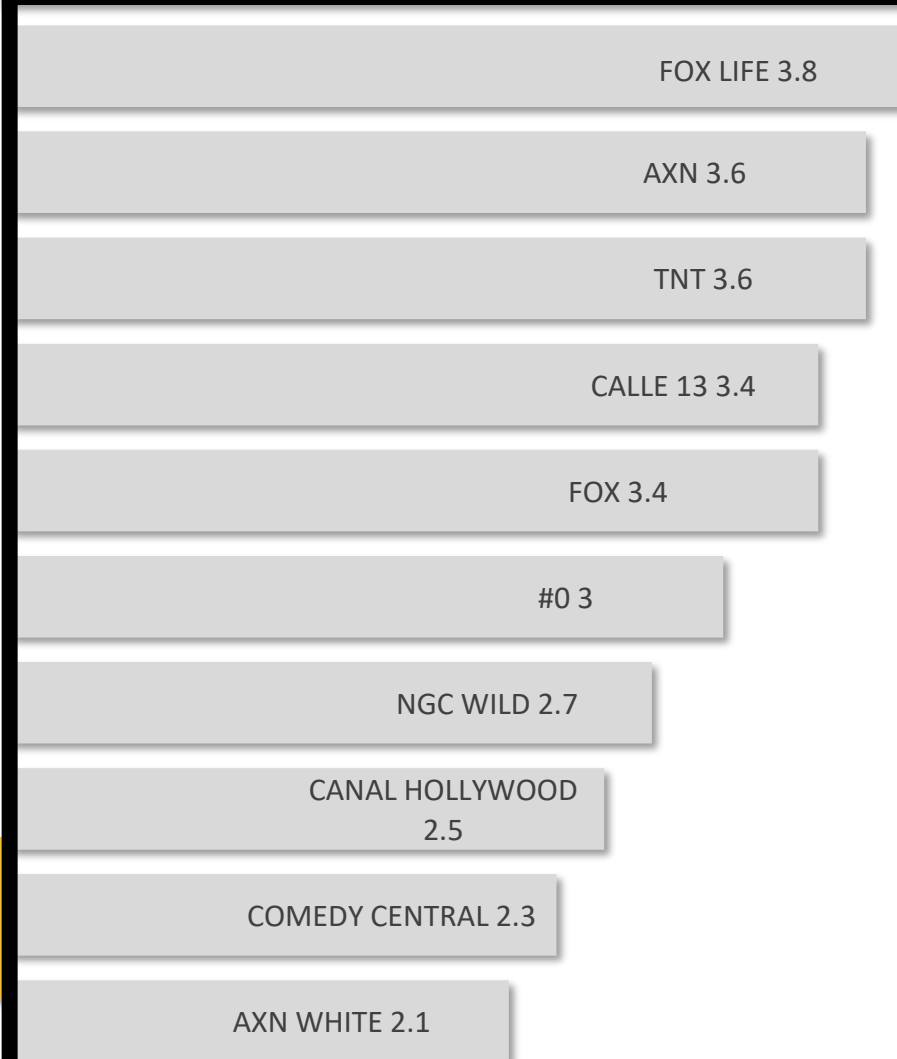 FOX LIFE 3.8
AXN 3.6
TNT 3.6
CALLE 13 3.4
FOX 3.4
#0 3
NGC WILD 2.7
CANAL HOLLYWOOD
2.5
COMEDY CENTRAL 2.3
AXN WHITE 2.1